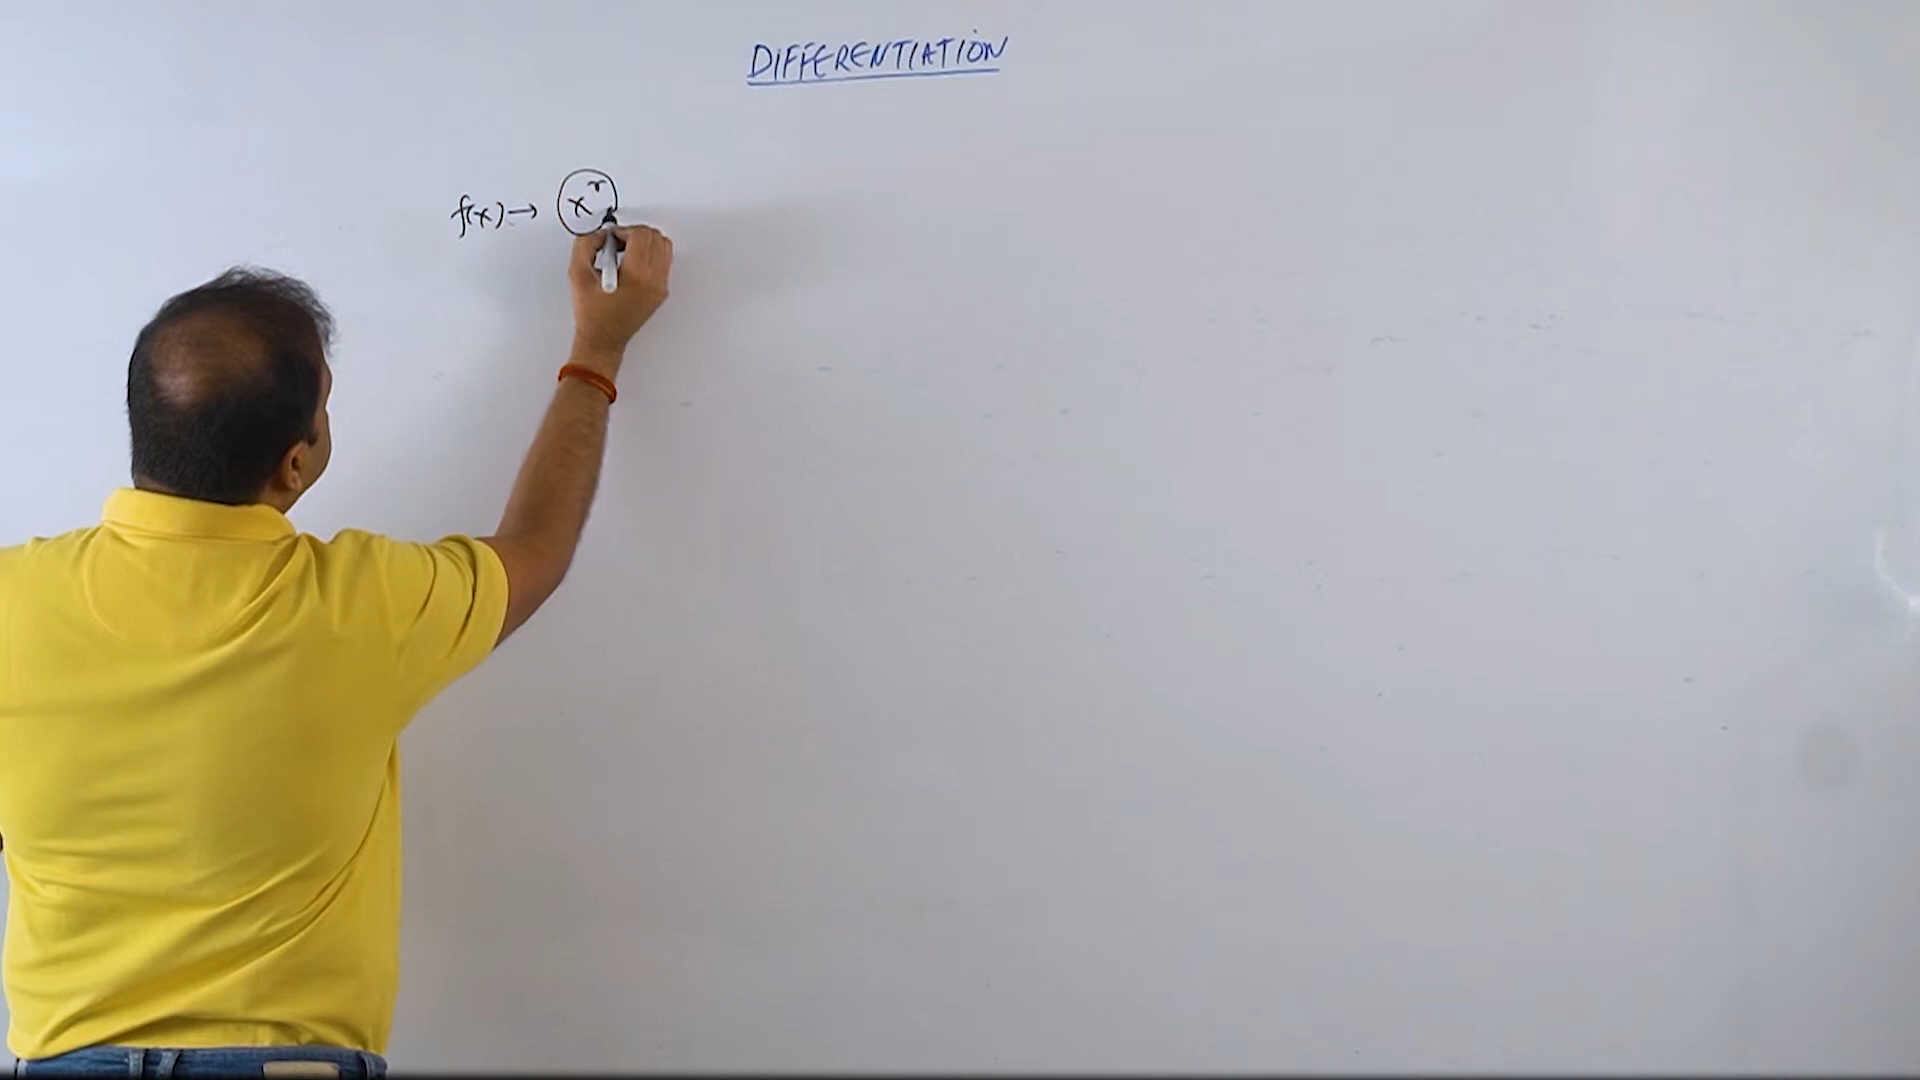 DIFFERENTIATION
f(x) → x^r